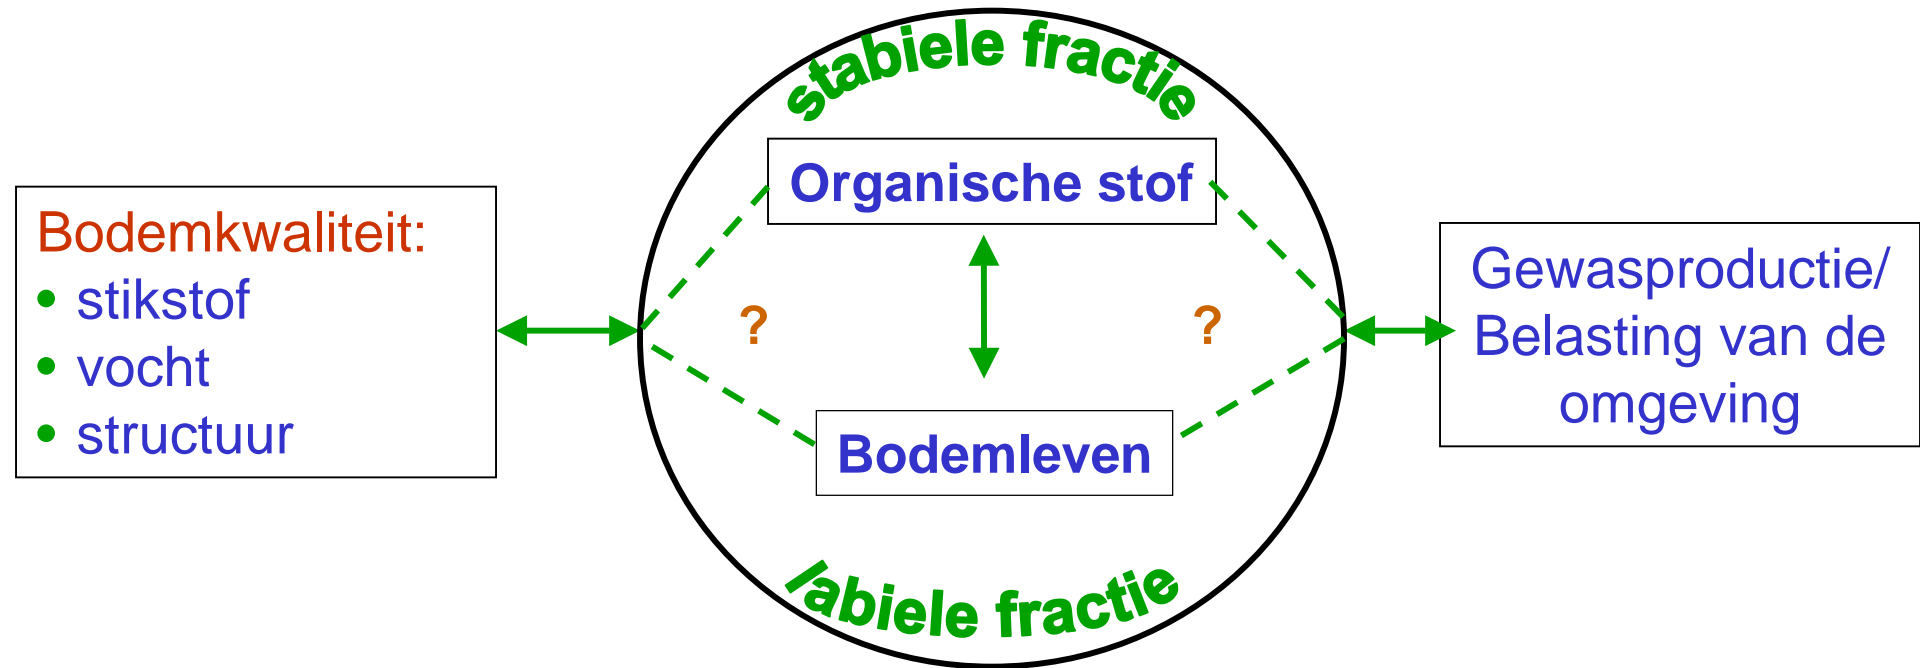 stabiele fractie
Organische stof
Bodemkwaliteit:
• stikstof
• vocht
• structuur
?
?
Gewasproductie/
Belasting van de
omgeving
Bodemleven
labiele fractie